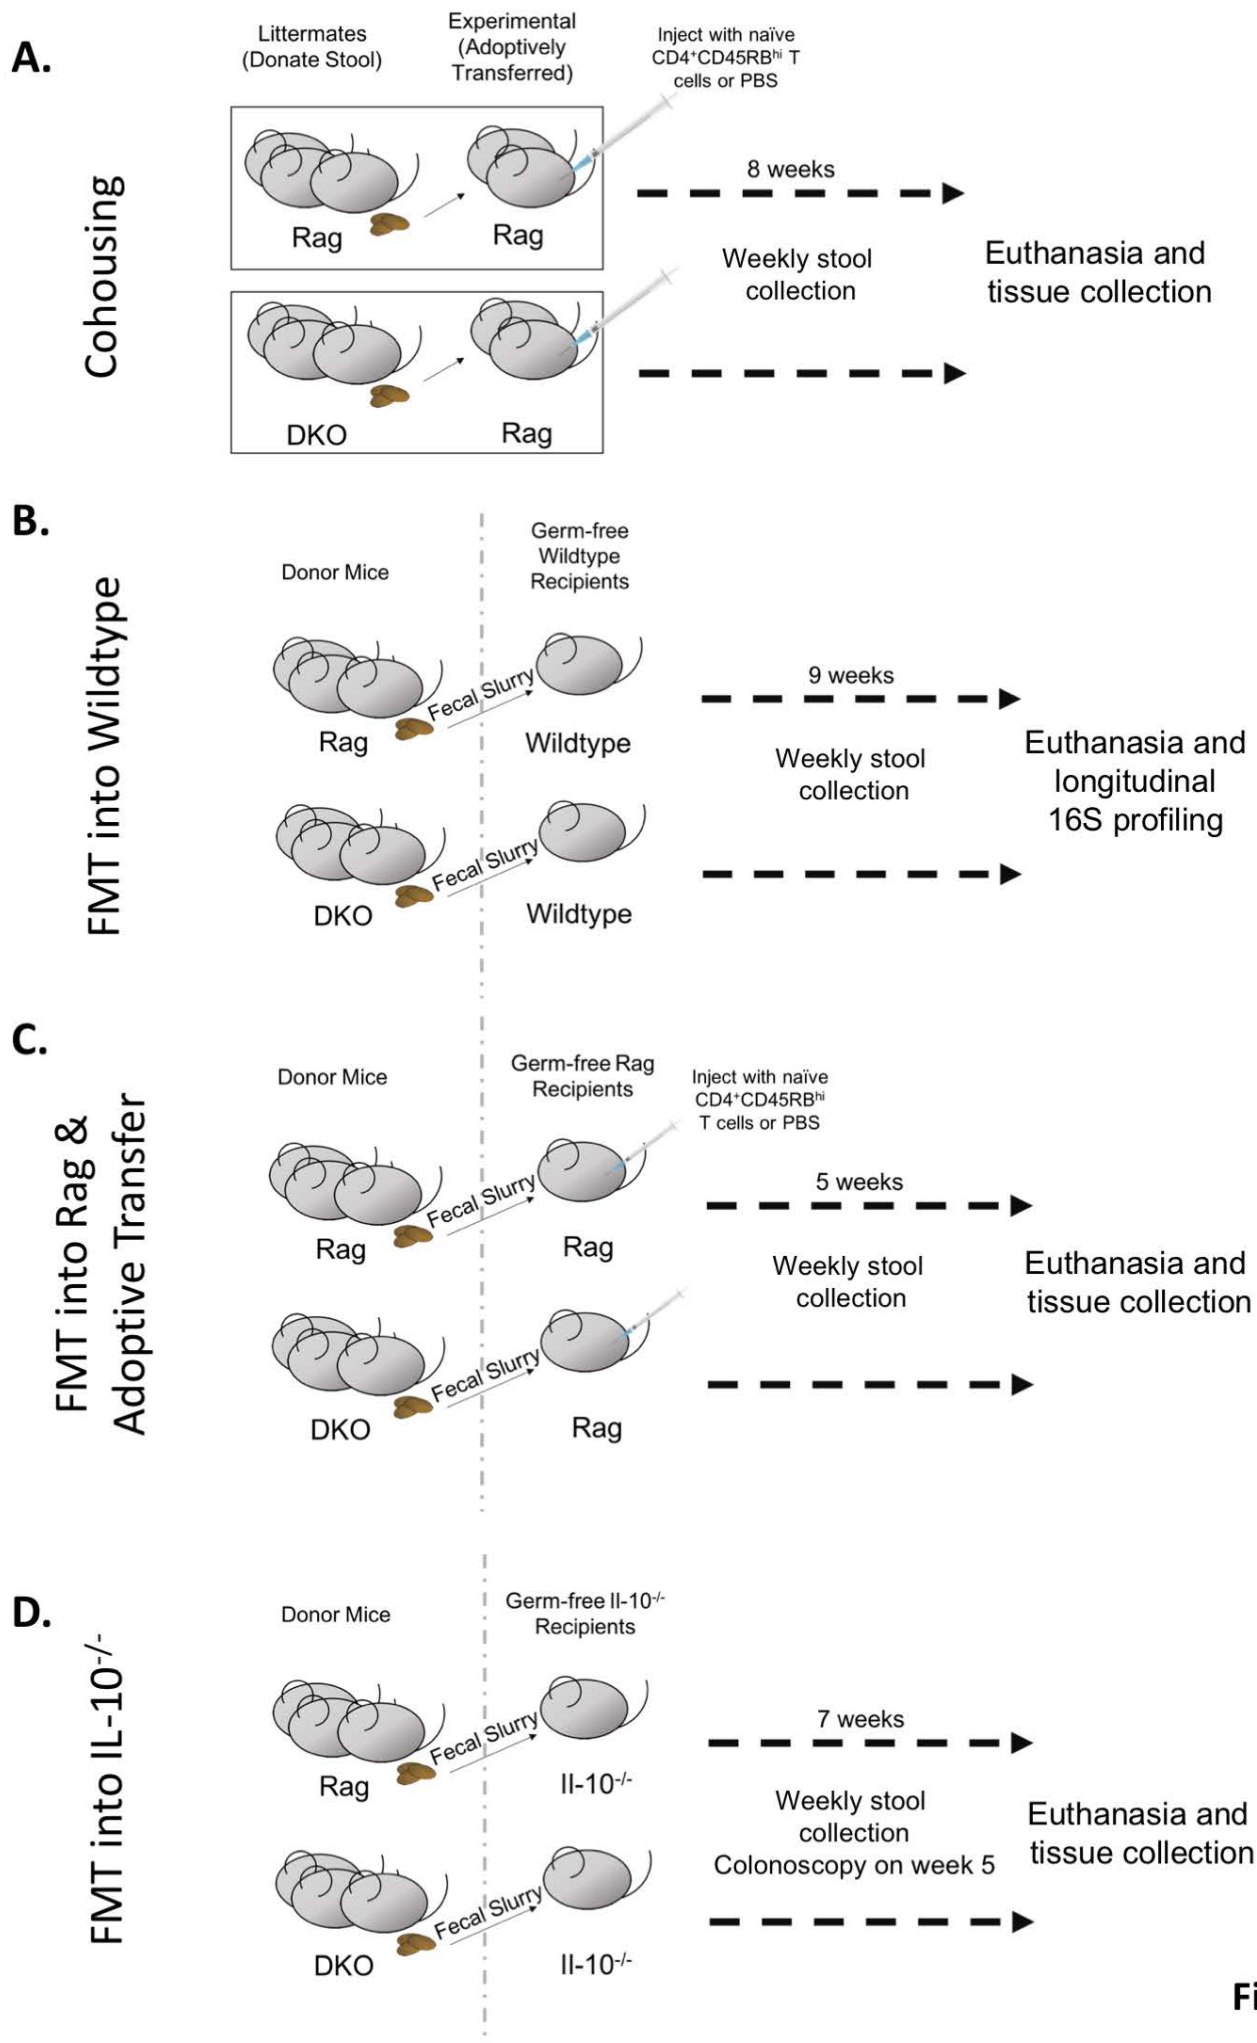 A.
Cohousing
Littermates
(Donate Stool)
Experimental
(Adoptively
Transferred)
Inject with naïve
CD4⁺CD45RBʰⁱ T
cells or PBS
Rag
Rag
DKO
Rag
8 weeks
Weekly stool
collection
Euthanasia and
tissue collection
B.
FMT into Wildtype
Donor Mice
Germ-free
Wildtype
Recipients
Fecal Slurry
Rag
Wildtype
Fecal Slurry
DKO
Wildtype
9 weeks
Weekly stool
collection
Euthanasia and
longitudinal
16S profiling
C.
FMT into Rag &
Adoptive Transfer
Donor Mice
Germ-free Rag
Recipients
Inject with naïve
CD4⁺CD45RBʰⁱ
T cells or PBS
Fecal Slurry
Rag
Rag
Fecal Slurry
DKO
Rag
5 weeks
Weekly stool
collection
Euthanasia and
tissue collection
D.
FMT into IL-10⁻/⁻
Donor Mice
Germ-free Il-10⁻/⁻
Recipients
Fecal Slurry
Rag
Il-10⁻/⁻
Fecal Slurry
DKO
Il-10⁻/⁻
7 weeks
Weekly stool
collection
Colonoscopy on week 5
Euthanasia and
tissue collection